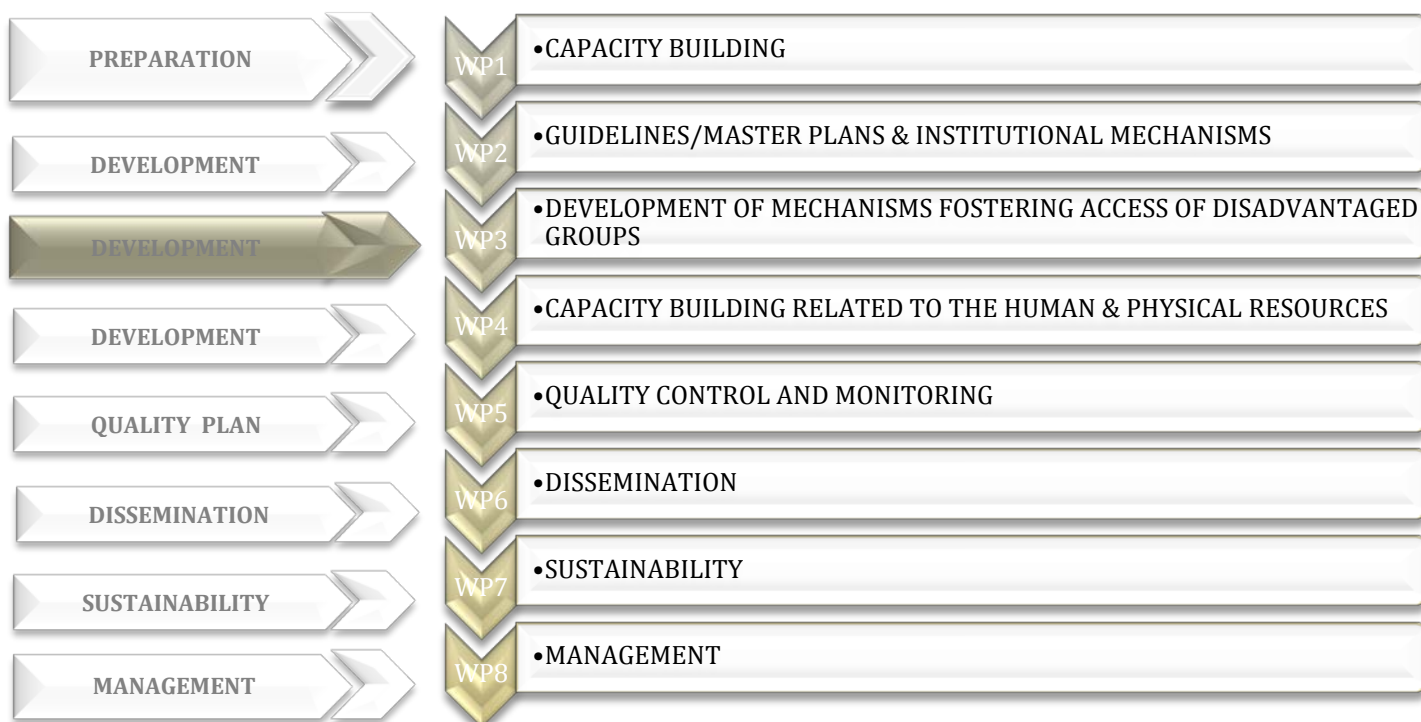 PREPARATION
WP1
•CAPACITY BUILDING
DEVELOPMENT
WP2
•GUIDELINES/MASTER PLANS & INSTITUTIONAL MECHANISMS
DEVELOPMENT
WP3
•DEVELOPMENT OF MECHANISMS FOSTERING ACCESS OF DISADVANTAGED
GROUPS
DEVELOPMENT
WP4
•CAPACITY BUILDING RELATED TO THE HUMAN & PHYSICAL RESOURCES
QUALITY PLAN
WP5
•QUALITY CONTROL AND MONITORING
DISSEMINATION
WP6
•DISSEMINATION
SUSTAINABILITY
WP7
•SUSTAINABILITY
MANAGEMENT
WP8
•MANAGEMENT